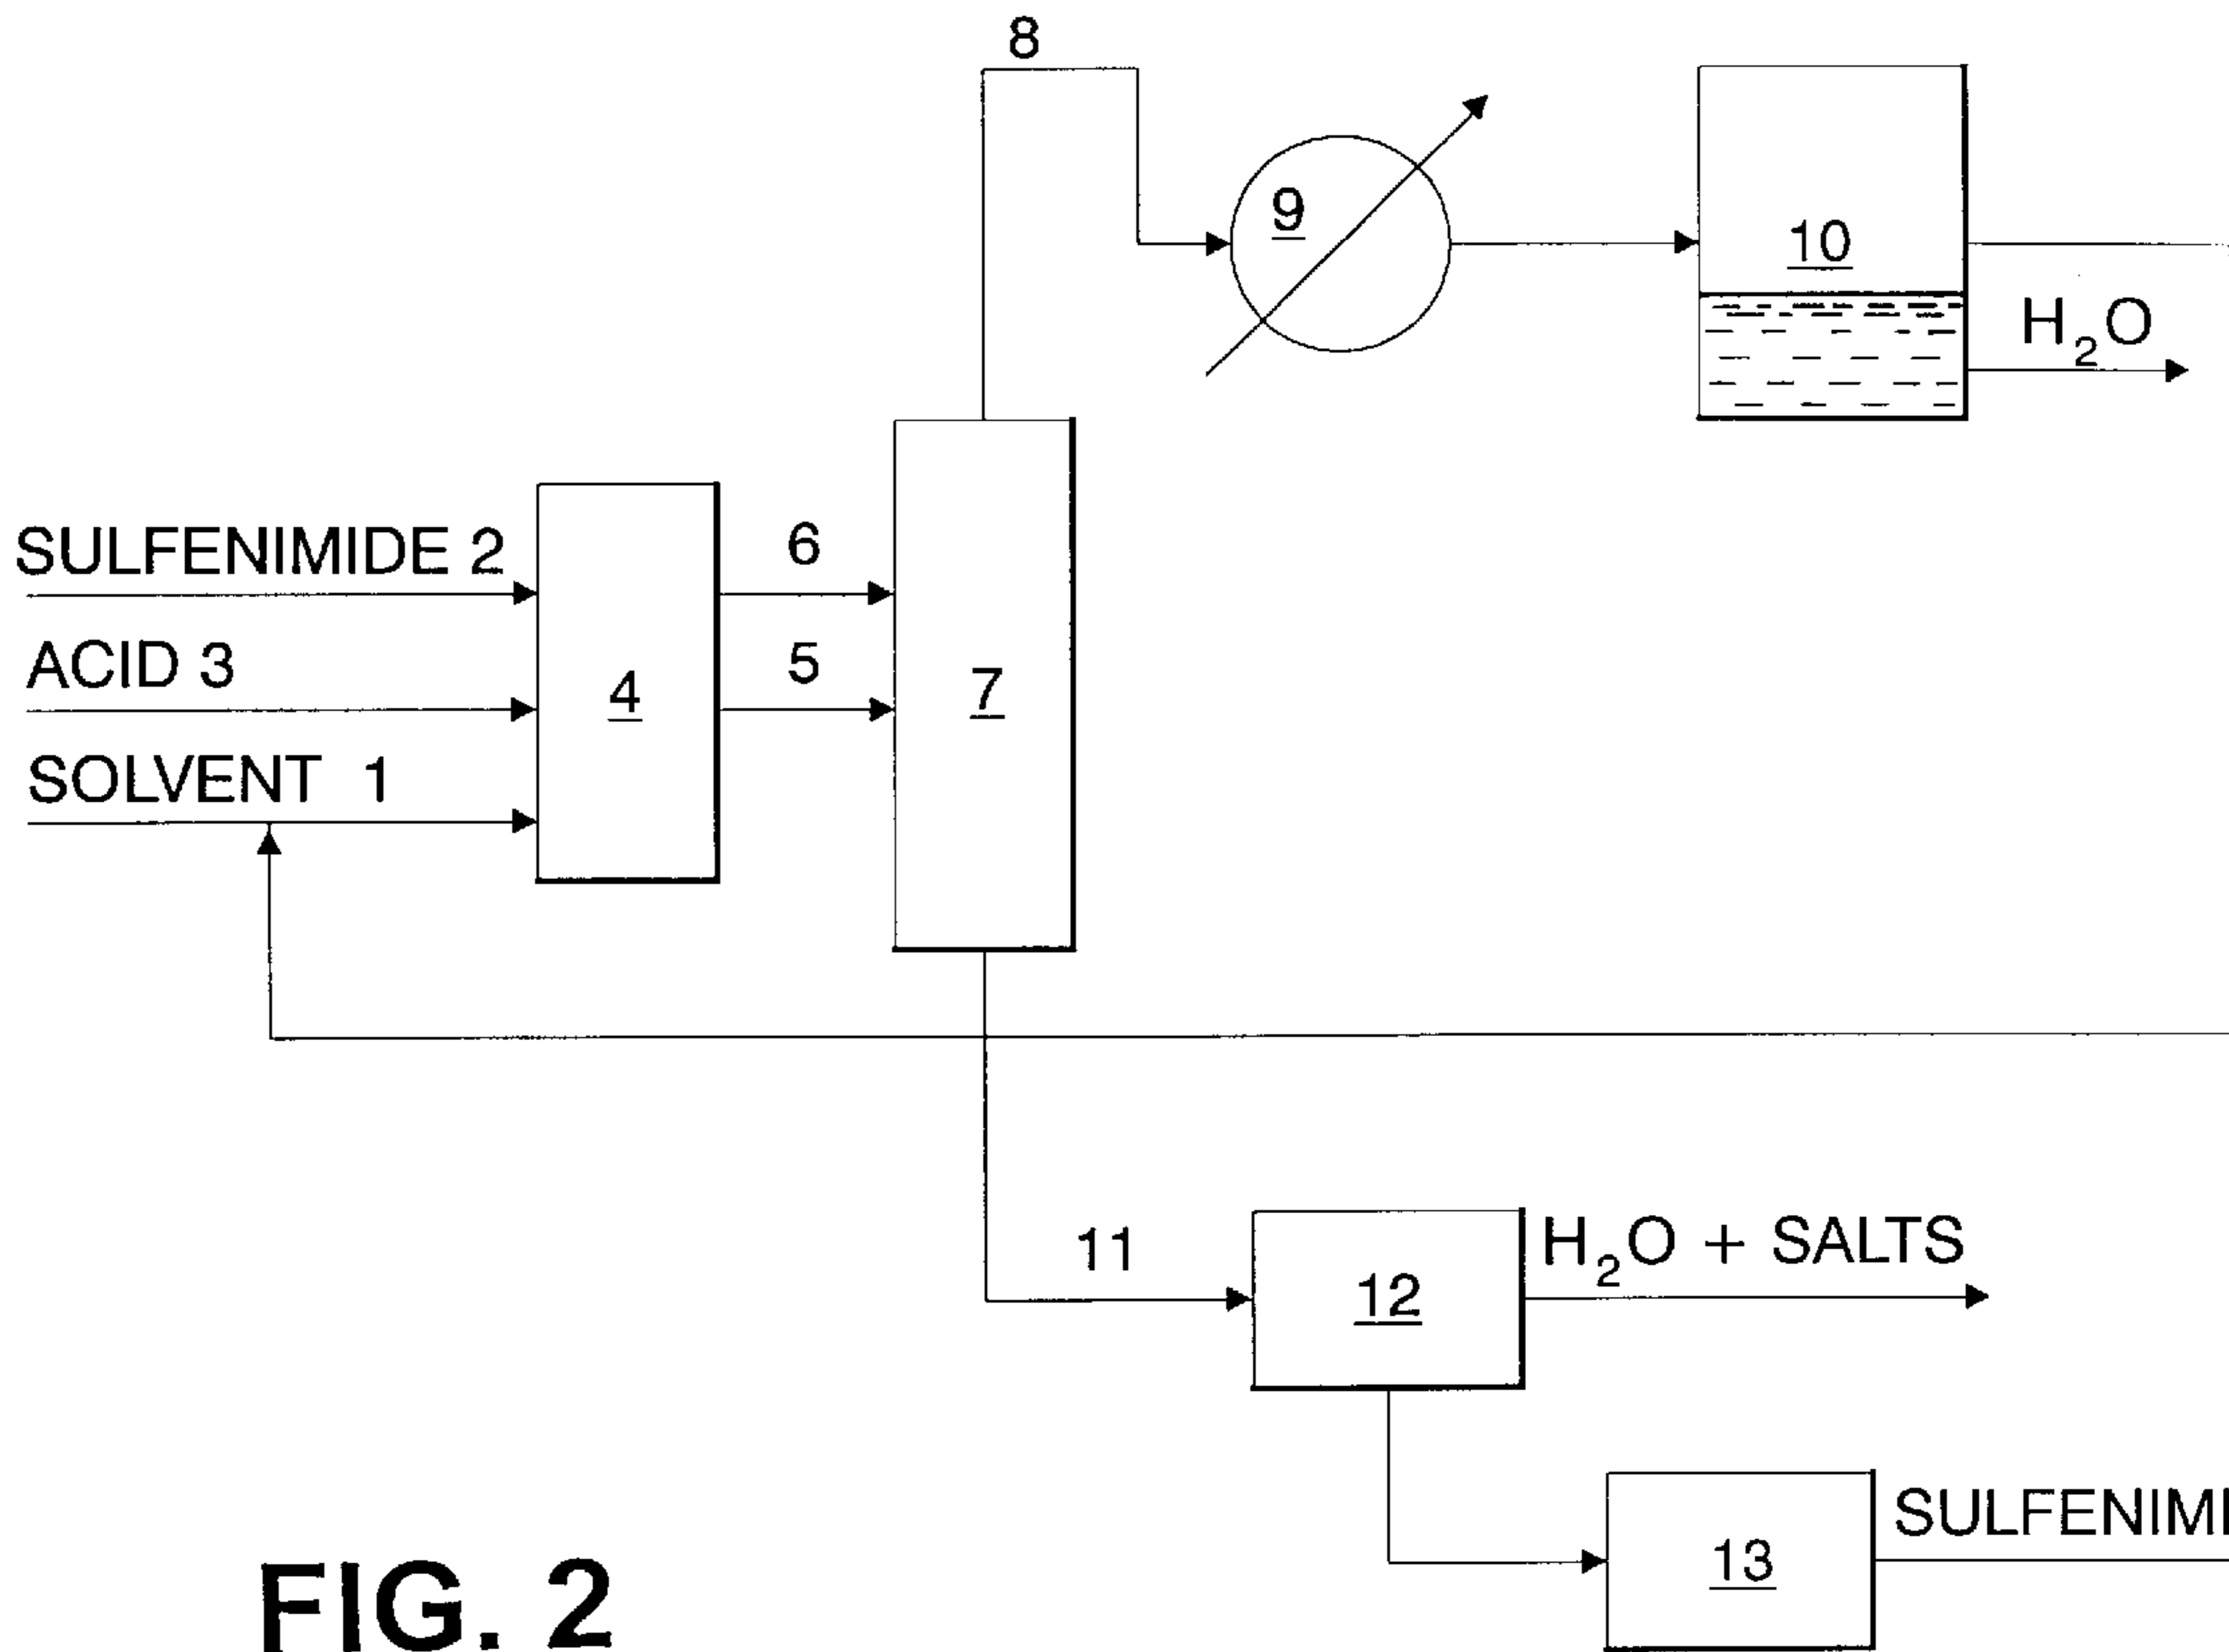 8
9
10
H2O
SULFENIMIDE 2
6
ACID 3
5
4
7
SOLVENT 1
11
H2O + SALTS
12
13
FIG. 2